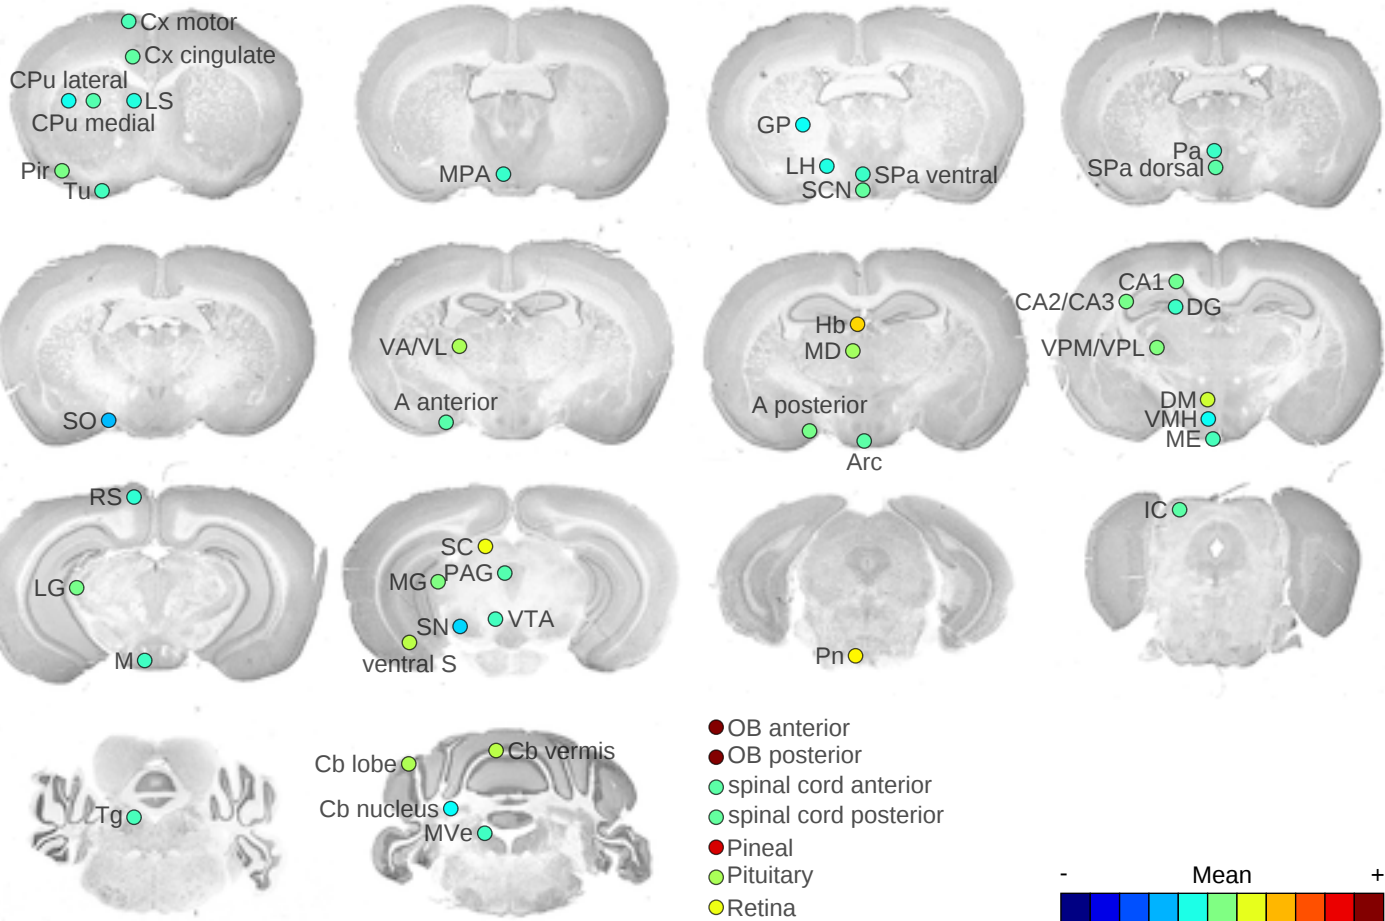 Cx motor
Cx cingulate
CPu lateral
LS
CPu medial
Pir
Tu
MPA
GP
LH
SPa ventral
SCN
Pa
SPa dorsal
SO
VA/VL
A anterior
Hb
MD
A posterior
Arc
CA1
CA2/CA3
DG
VPM/VPL
DM
VMH
ME
RS
LG
M
SC
PAG
MG
SN
VTA
ventral S
Pn
IC
Tg
Cb vermis
Cb lobe
Cb nucleus
MVe
OB anterior
OB posterior
spinal cord anterior
spinal cord posterior
Pineal
Pituitary
Retina
- Mean +